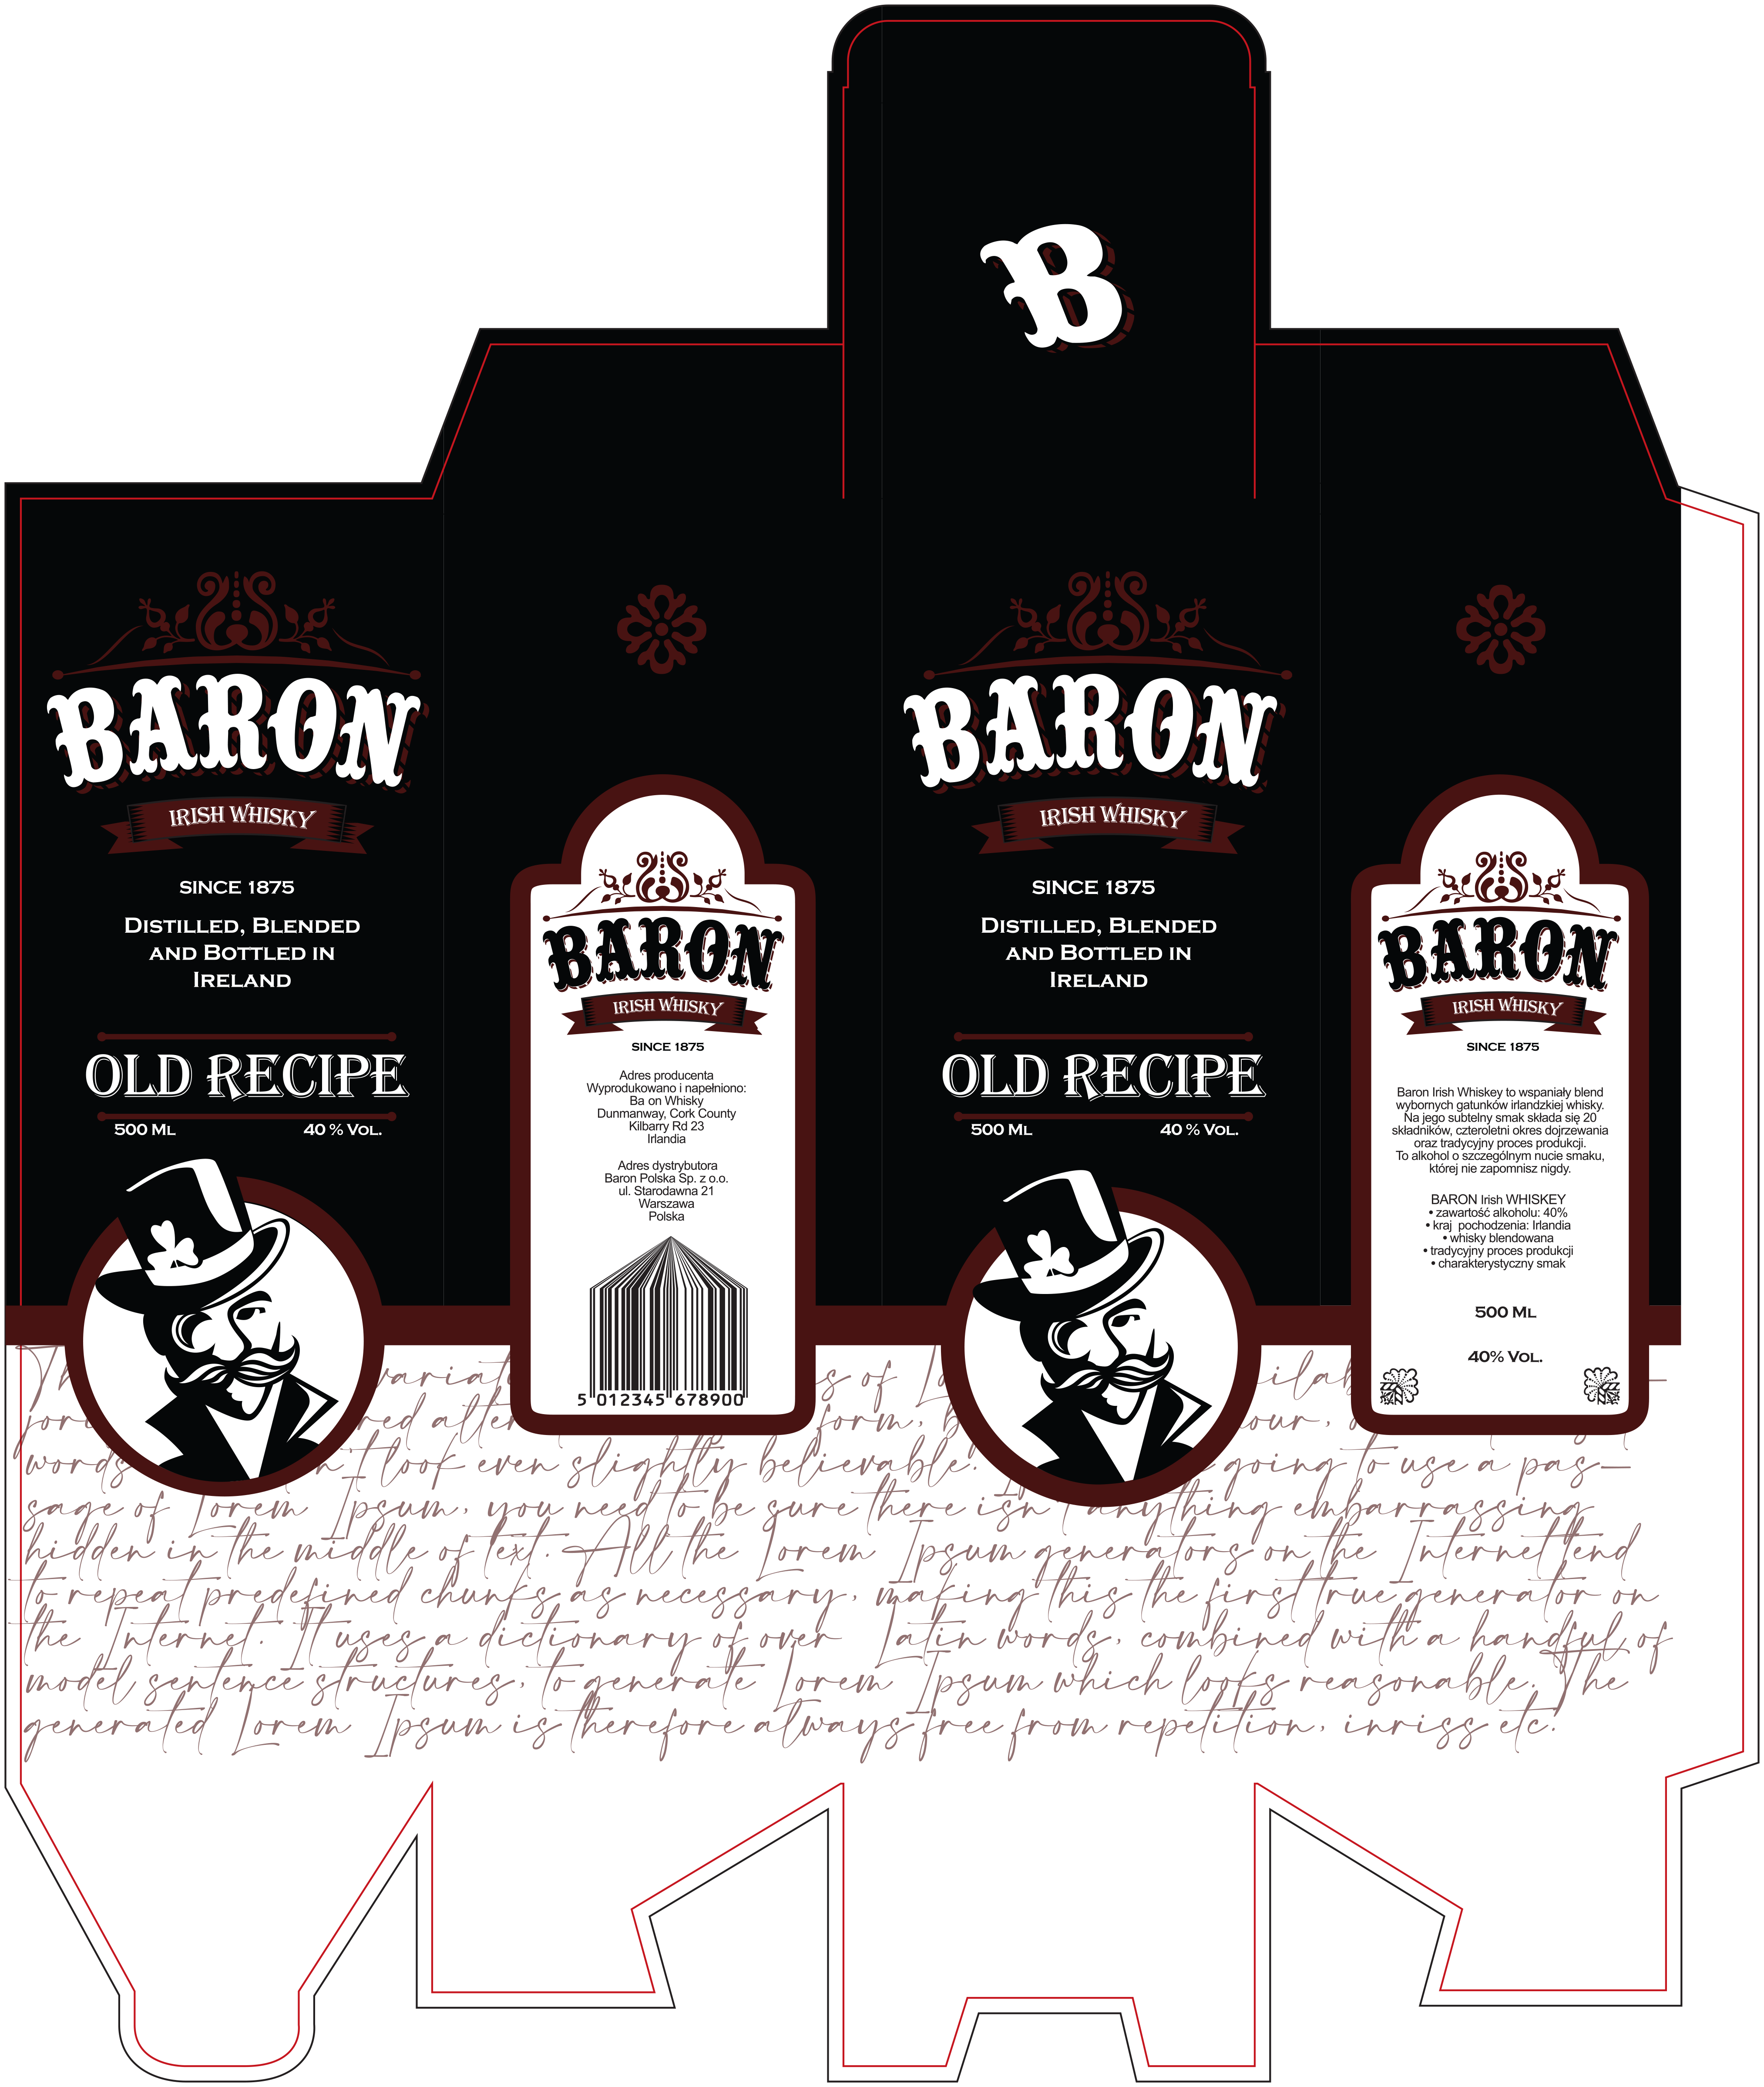 B
BARON
IRISH WHISKY
SINCE 1875
DISTILLED, BLENDED
AND BOTTLED IN
IRELAND
OLD RECIPE
500 ML 40 % VOL.
BARON
IRISH WHISKY
SINCE 1875
Adres producenta
Wyprodukowano i napełniono:
Ba on Whisky
Dunmanway, Cork County
Kilbarry Rd 23
Irlandia
Adres dystrybutora
Baron Polska Sp. z o.o.
ul. Starodawna 21
Warszawa
Polska
5 012345 678900
BARON
IRISH WHISKY
SINCE 1875
DISTILLED, BLENDED
AND BOTTLED IN
IRELAND
OLD RECIPE
500 ML 40 % VOL.
BARON
IRISH WHISKY
SINCE 1875
Baron Irish Whiskey to wspaniały blend
wybornych gatunków irlandzkiej whisky.
Na jego subtelny smak składa się 20
składników, czteroletni okres dojrzewania
oraz tradycyjny proces produkcji.
To alkohol o szczególnym nucie smaku,
której nie zapomnisz nigdy.
BARON Irish WHISKEY
• zawartość alkoholu: 40%
• kraj pochodzenia: Irlandia
• whisky blendowana
• tradycyjny proces produkcji
• charakterystyczny smak
500 ML
40% VOL.
of
form,
words look even slightly believable. going to use a pas-
sage of Lorem Ipsum, you need to be sure there isn't anything embarrassing
hidden in the middle of text. All the Lorem Ipsum generators on the Internet tend
to repeat predefined chunks as necessary, making this the first true generator on
the Internet. It uses a dictionary of over Latin words, combined with a handful of
model sentence structures, to generate Lorem Ipsum which looks reasonable. The
generated Lorem Ipsum is therefore always free from repetition, inriss etc.